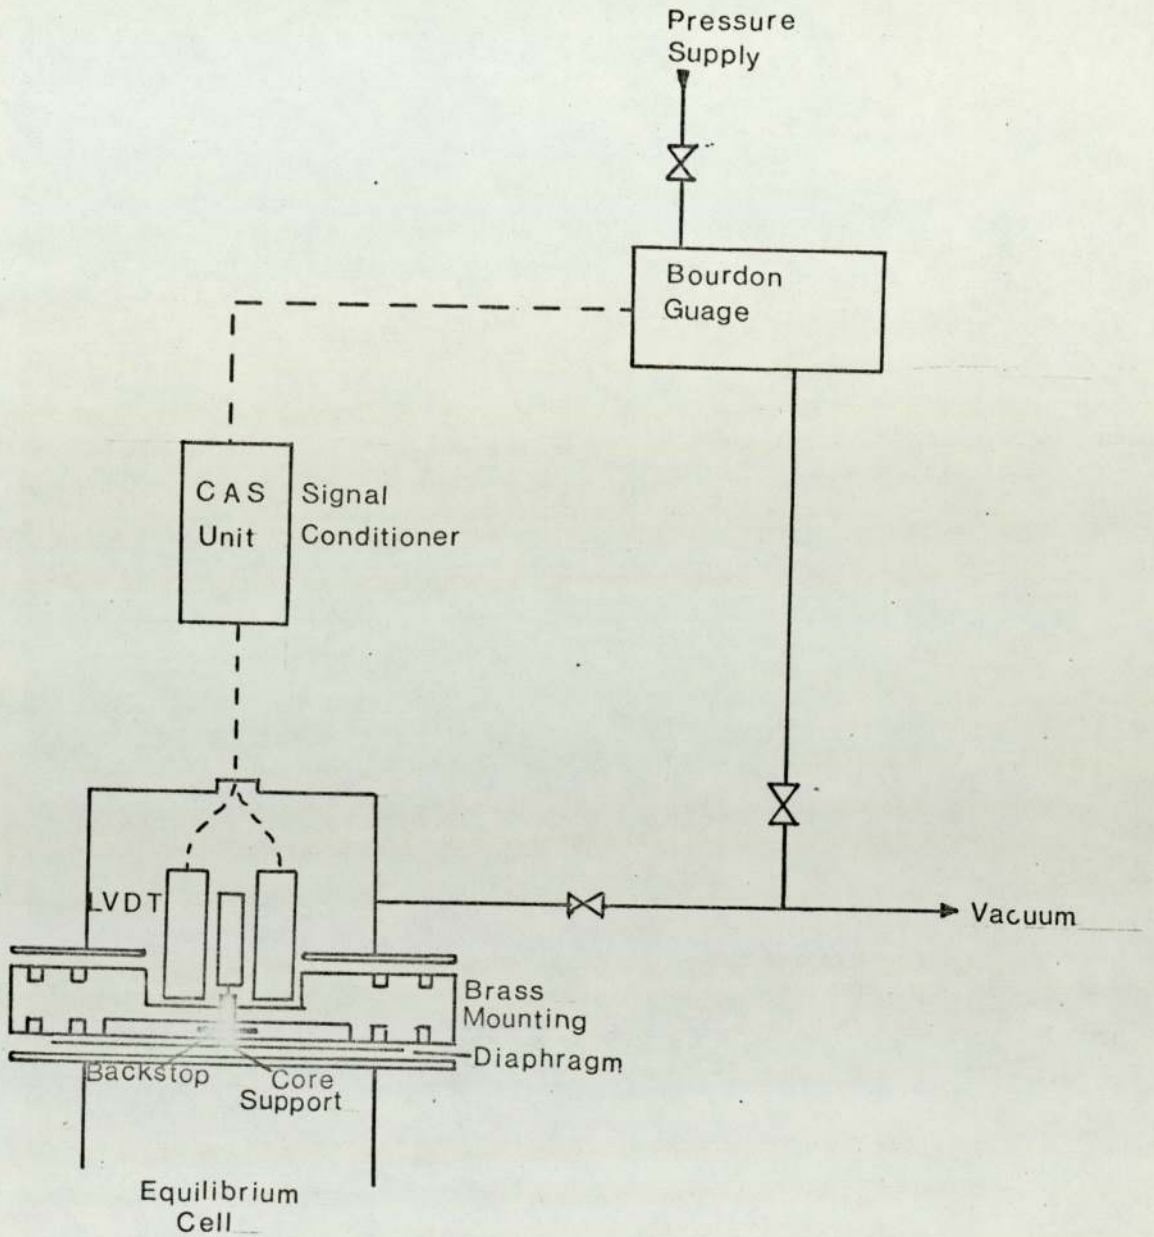 Pressure
Supply
Bourdon
Guage
CAS
Unit
Signal
Conditioner
LVDT
Vacuum
Brass
Mounting
Diaphragm
Backstop
Core
Support
Equilibrium
Cell